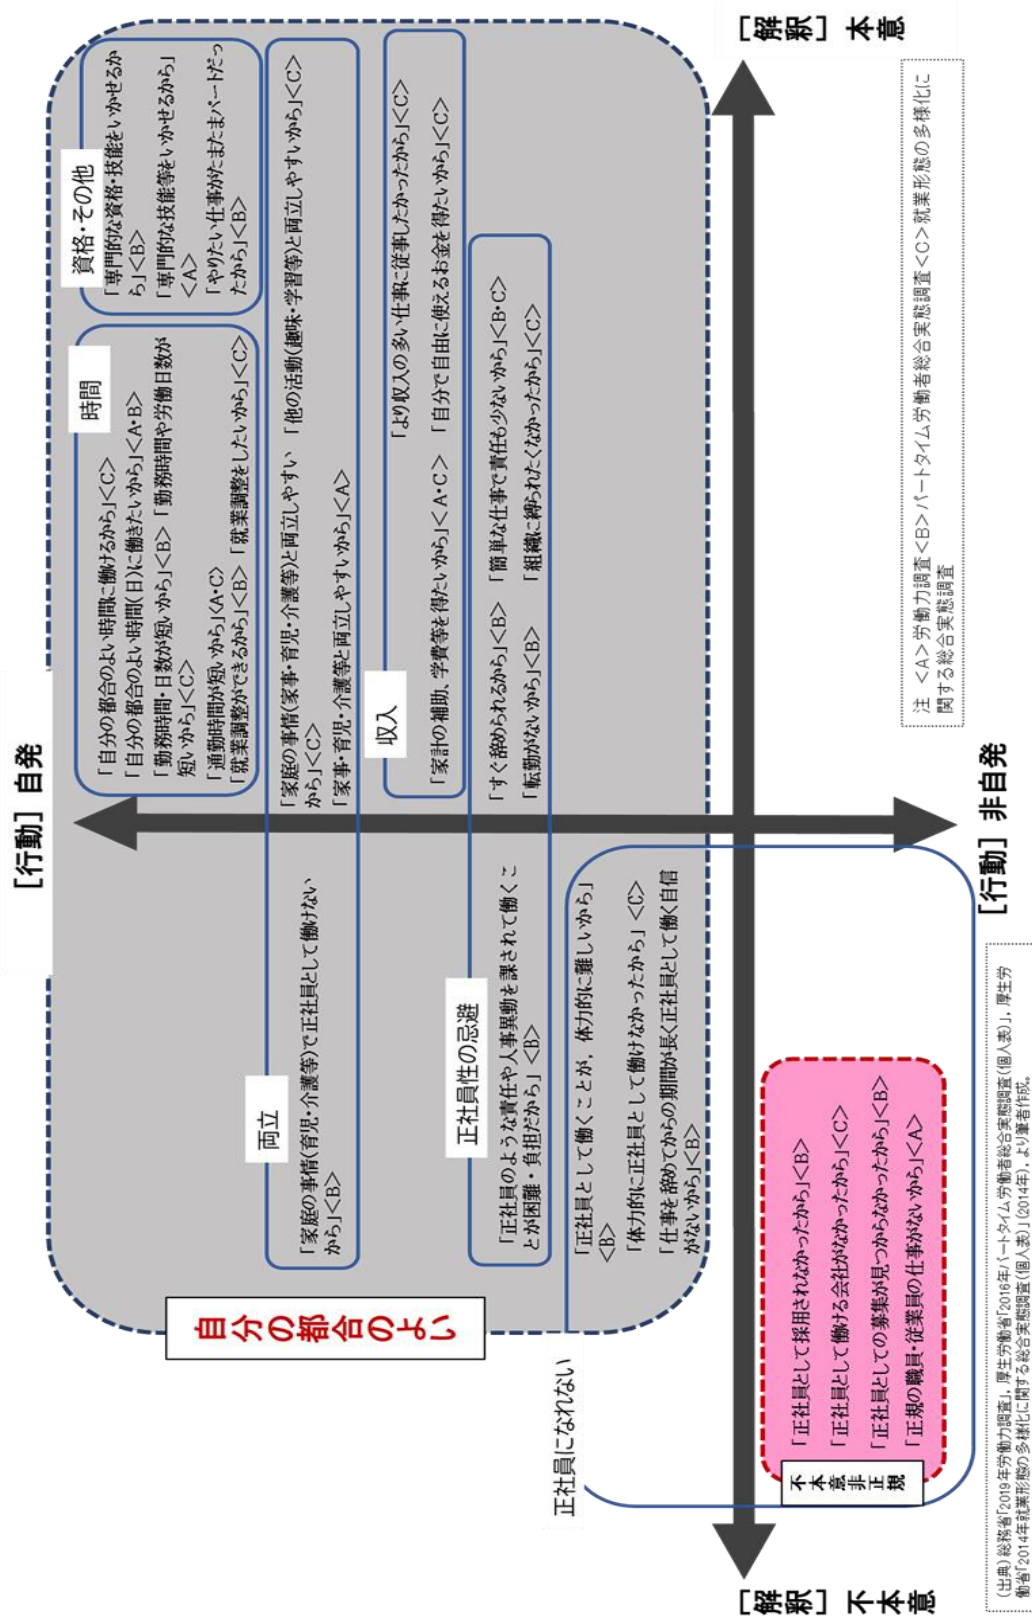 ［行動］ 自発
時間
「自分の都合のよい時間に働けるから」<C>
「自分の都合のよい時間(日)に働きたいから」<A・B>
「勤務時間・日数が短いから」<B> 「勤務時間や労働日数が
短いから」<C>
「通勤時間が短いから」<A・C>
「就業調整ができるから」<B> 「就業調整をしたいから」<C>
資格・その他
「専門的な資格・技能をいかせるか
ら」<B>
「専門的な技能等をいかせるから」
<A>
「やりたい仕事がたまたまパートだっ
たから」<B>
両立
「家庭の事情(育児・介護等)で正社員として働けない
から」<B>
「家庭の事情(家事・育児・介護等)と両立しやすい
から」<C>
「他の活動(趣味・学習等)と両立しやすいから」<C>
「家事・育児・介護等と両立しやすいから」<A>
収入
「より収入の多い仕事に従事したかったから」<C>
「家計の補助、学費等を得たいから」<A・C>
「自分で自由に使えるお金を得たいから」<C>
正社員性の忌避
「正社員のような責任や人事異動を課されて働くこ
とが困難・負担だから」<B>
「すぐ辞められるから」<B>
「簡単な仕事で責任も少ないから」<B・C>
「転勤がないから」<B>
「組織に縛られたくなかったから」<C>
自分の都合のよい
正社員になれない
「正社員として働くことが，体力的に難しいから」
<B>
「体力的に正社員として働けなかったから」<C>
「仕事を辞めてからの期間が長く正社員として働く自信
がないから」<B>
［解釈］ 不本意
［解釈］ 本意
不本意非正規
「正社員として採用されなかったから」<B>
「正社員として働ける会社がなかったから」<C>
「正社員としての募集が見つからなかったから」<B>
「正規の職員・従業員の仕事がないから」<A>
注 <A>労働力調査<B>パートタイム労働者総合実態調査<C>就業形態の多様化に
関する総合実態調査
［行動］ 非自発
(出典)総務省「2019年労働力調査」，厚生労働省「2016年パートタイム労働者総合実態調査(個人表)」，厚生労
働省「2014年就業形態の多様化に関する総合実態調査(個人表)」(2014年)，より筆者作成。